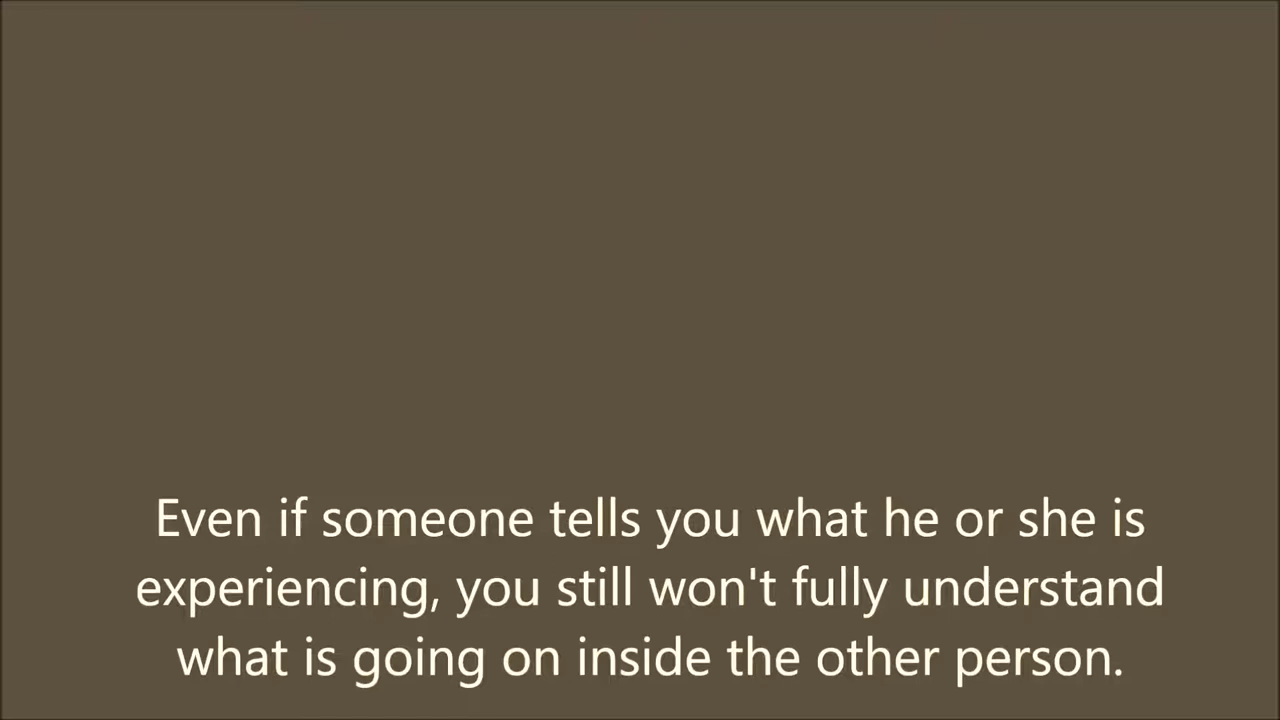 Even if someone tells you what he or she is
experiencing, you still won't fully understand
what is going on inside the other person.